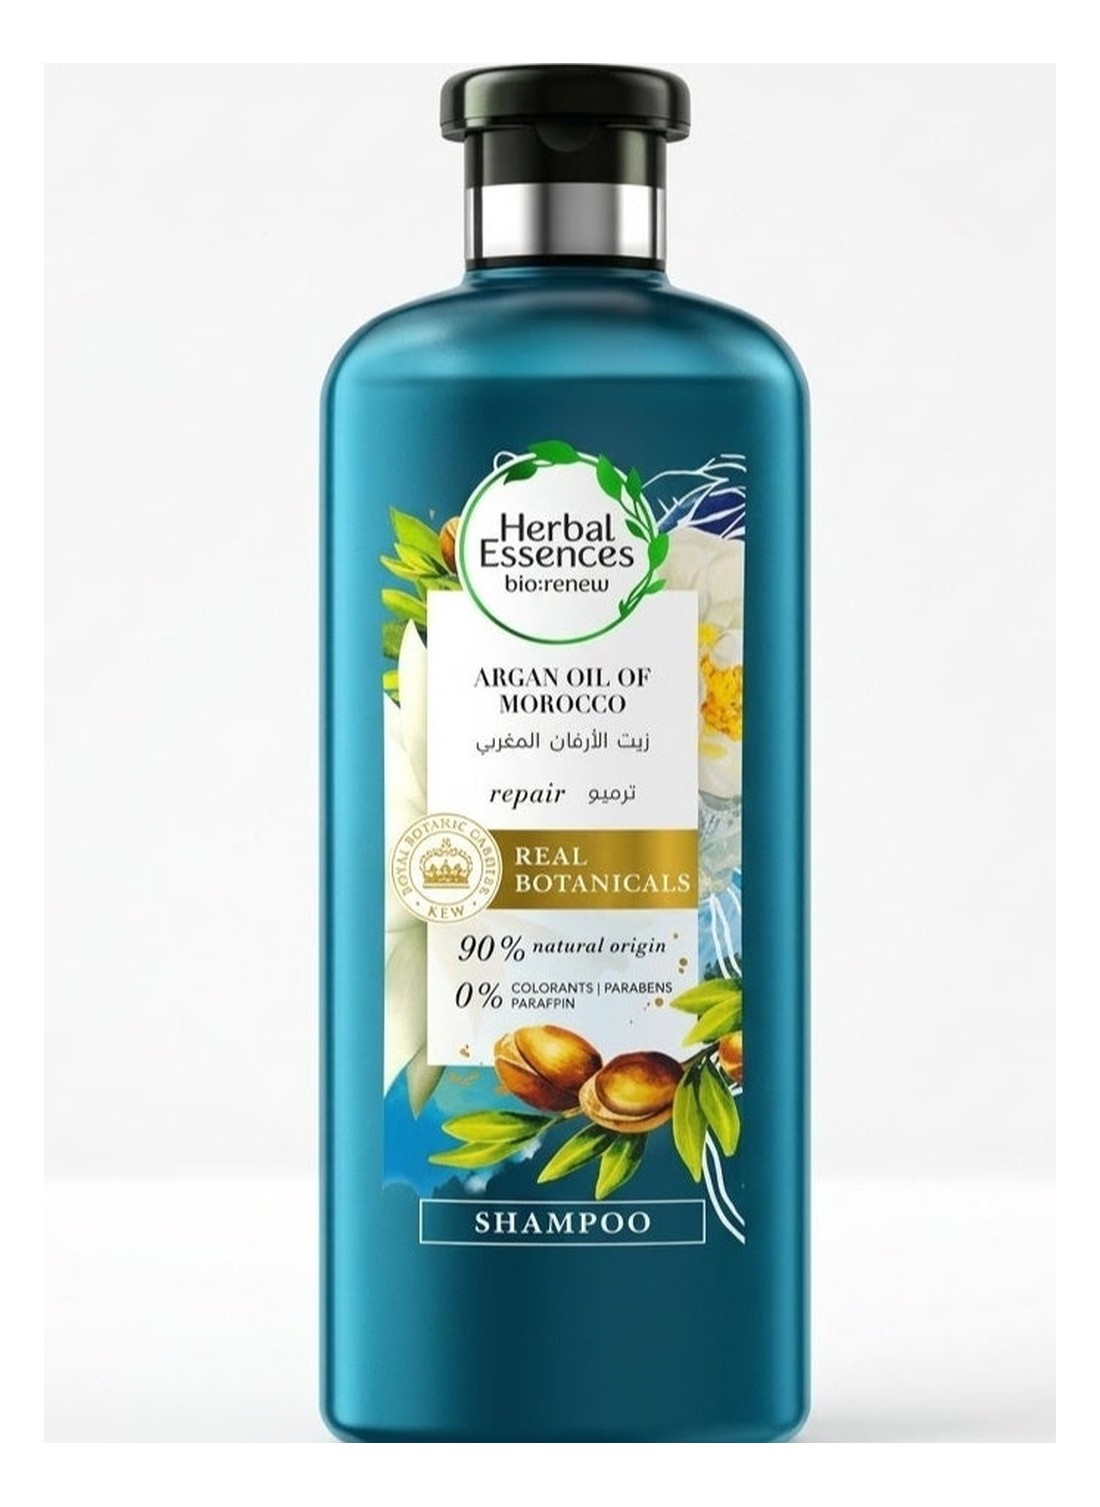 Herbal
Essences
bio:renew
ARGAN OIL OF
MOROCCO
زيت الأرفان المغربي
repair ترميو
ROYAL BOTANIC
KEW
REAL
BOTANICALS
90% natural origin
0% COLORANTS | PARABENS
PARAFPIN
SHAMPOO